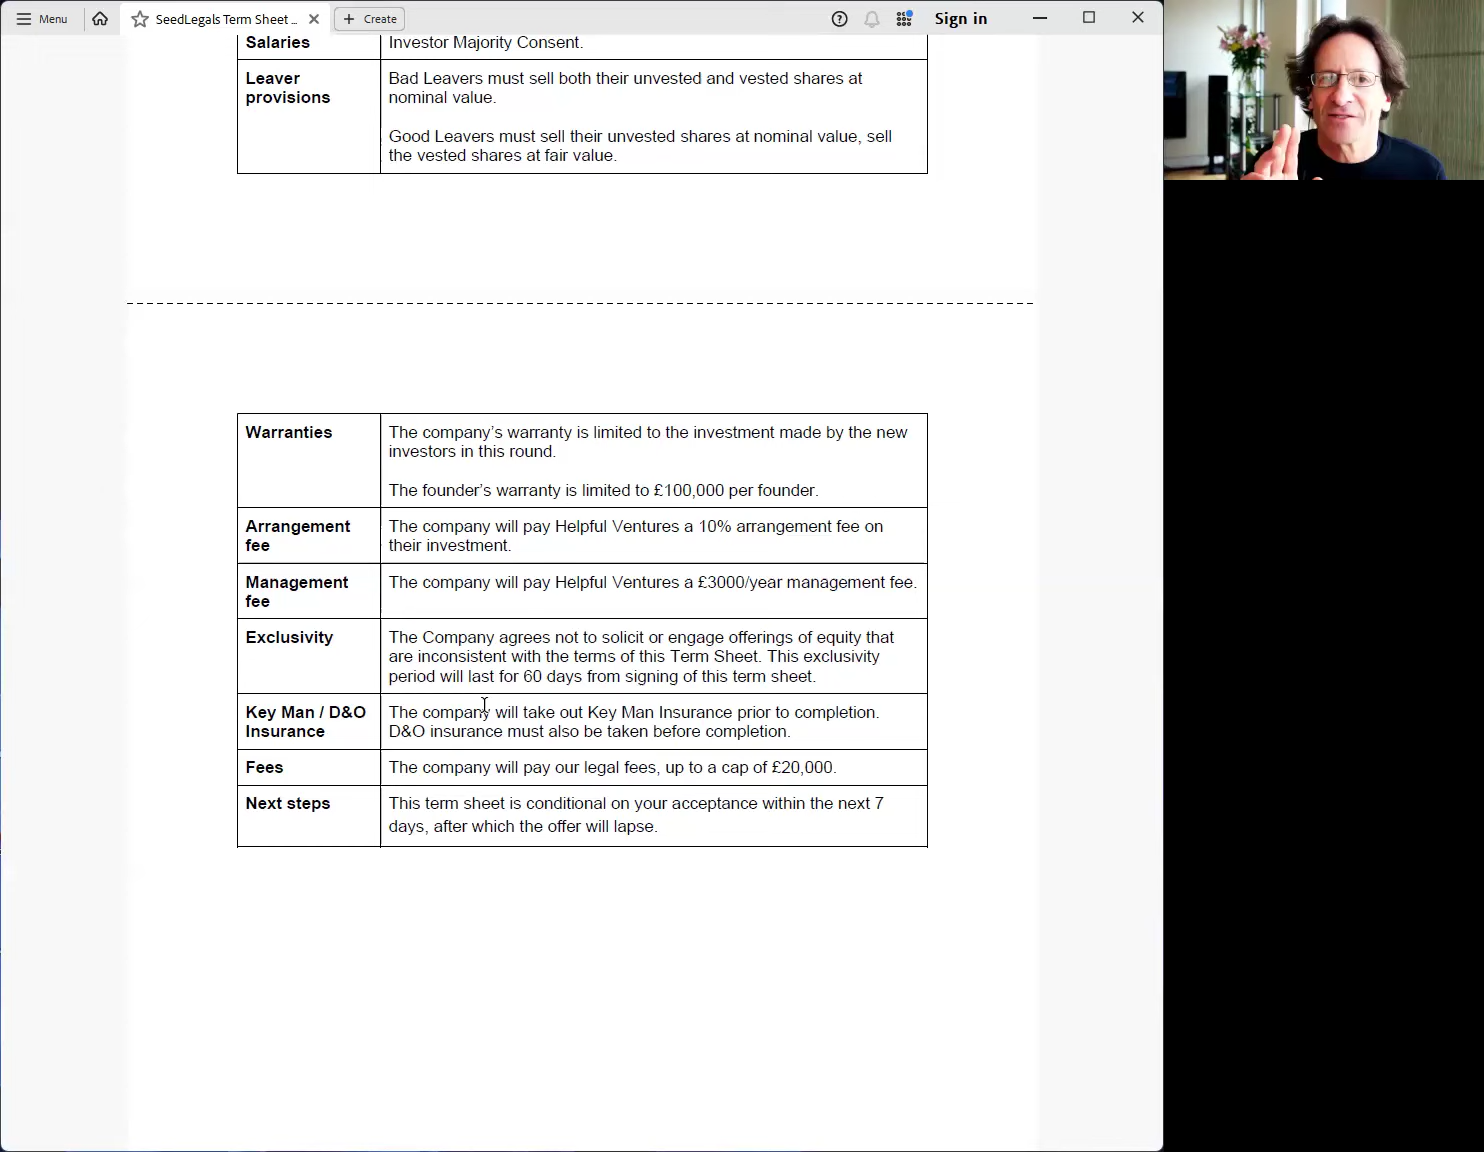 Menu
SeedLegals Term Sheet ...
Create
Sign in
Salaries
Investor Majority Consent.
Leaver
provisions
Bad Leavers must sell both their unvested and vested shares at
nominal value.
Good Leavers must sell their unvested shares at nominal value, sell
the vested shares at fair value.
Warranties
The company's warranty is limited to the investment made by the new
investors in this round.
The founder's warranty is limited to £100,000 per founder.
Arrangement
fee
The company will pay Helpful Ventures a 10% arrangement fee on
their investment.
Management
fee
The company will pay Helpful Ventures a £3000/year management fee.
Exclusivity
The Company agrees not to solicit or engage offerings of equity that
are inconsistent with the terms of this Term Sheet. This exclusivity
period will last for 60 days from signing of this term sheet.
Key Man / D&O
Insurance
The company will take out Key Man Insurance prior to completion.
D&O insurance must also be taken before completion.
Fees
The company will pay our legal fees, up to a cap of £20,000.
Next steps
This term sheet is conditional on your acceptance within the next 7
days, after which the offer will lapse.